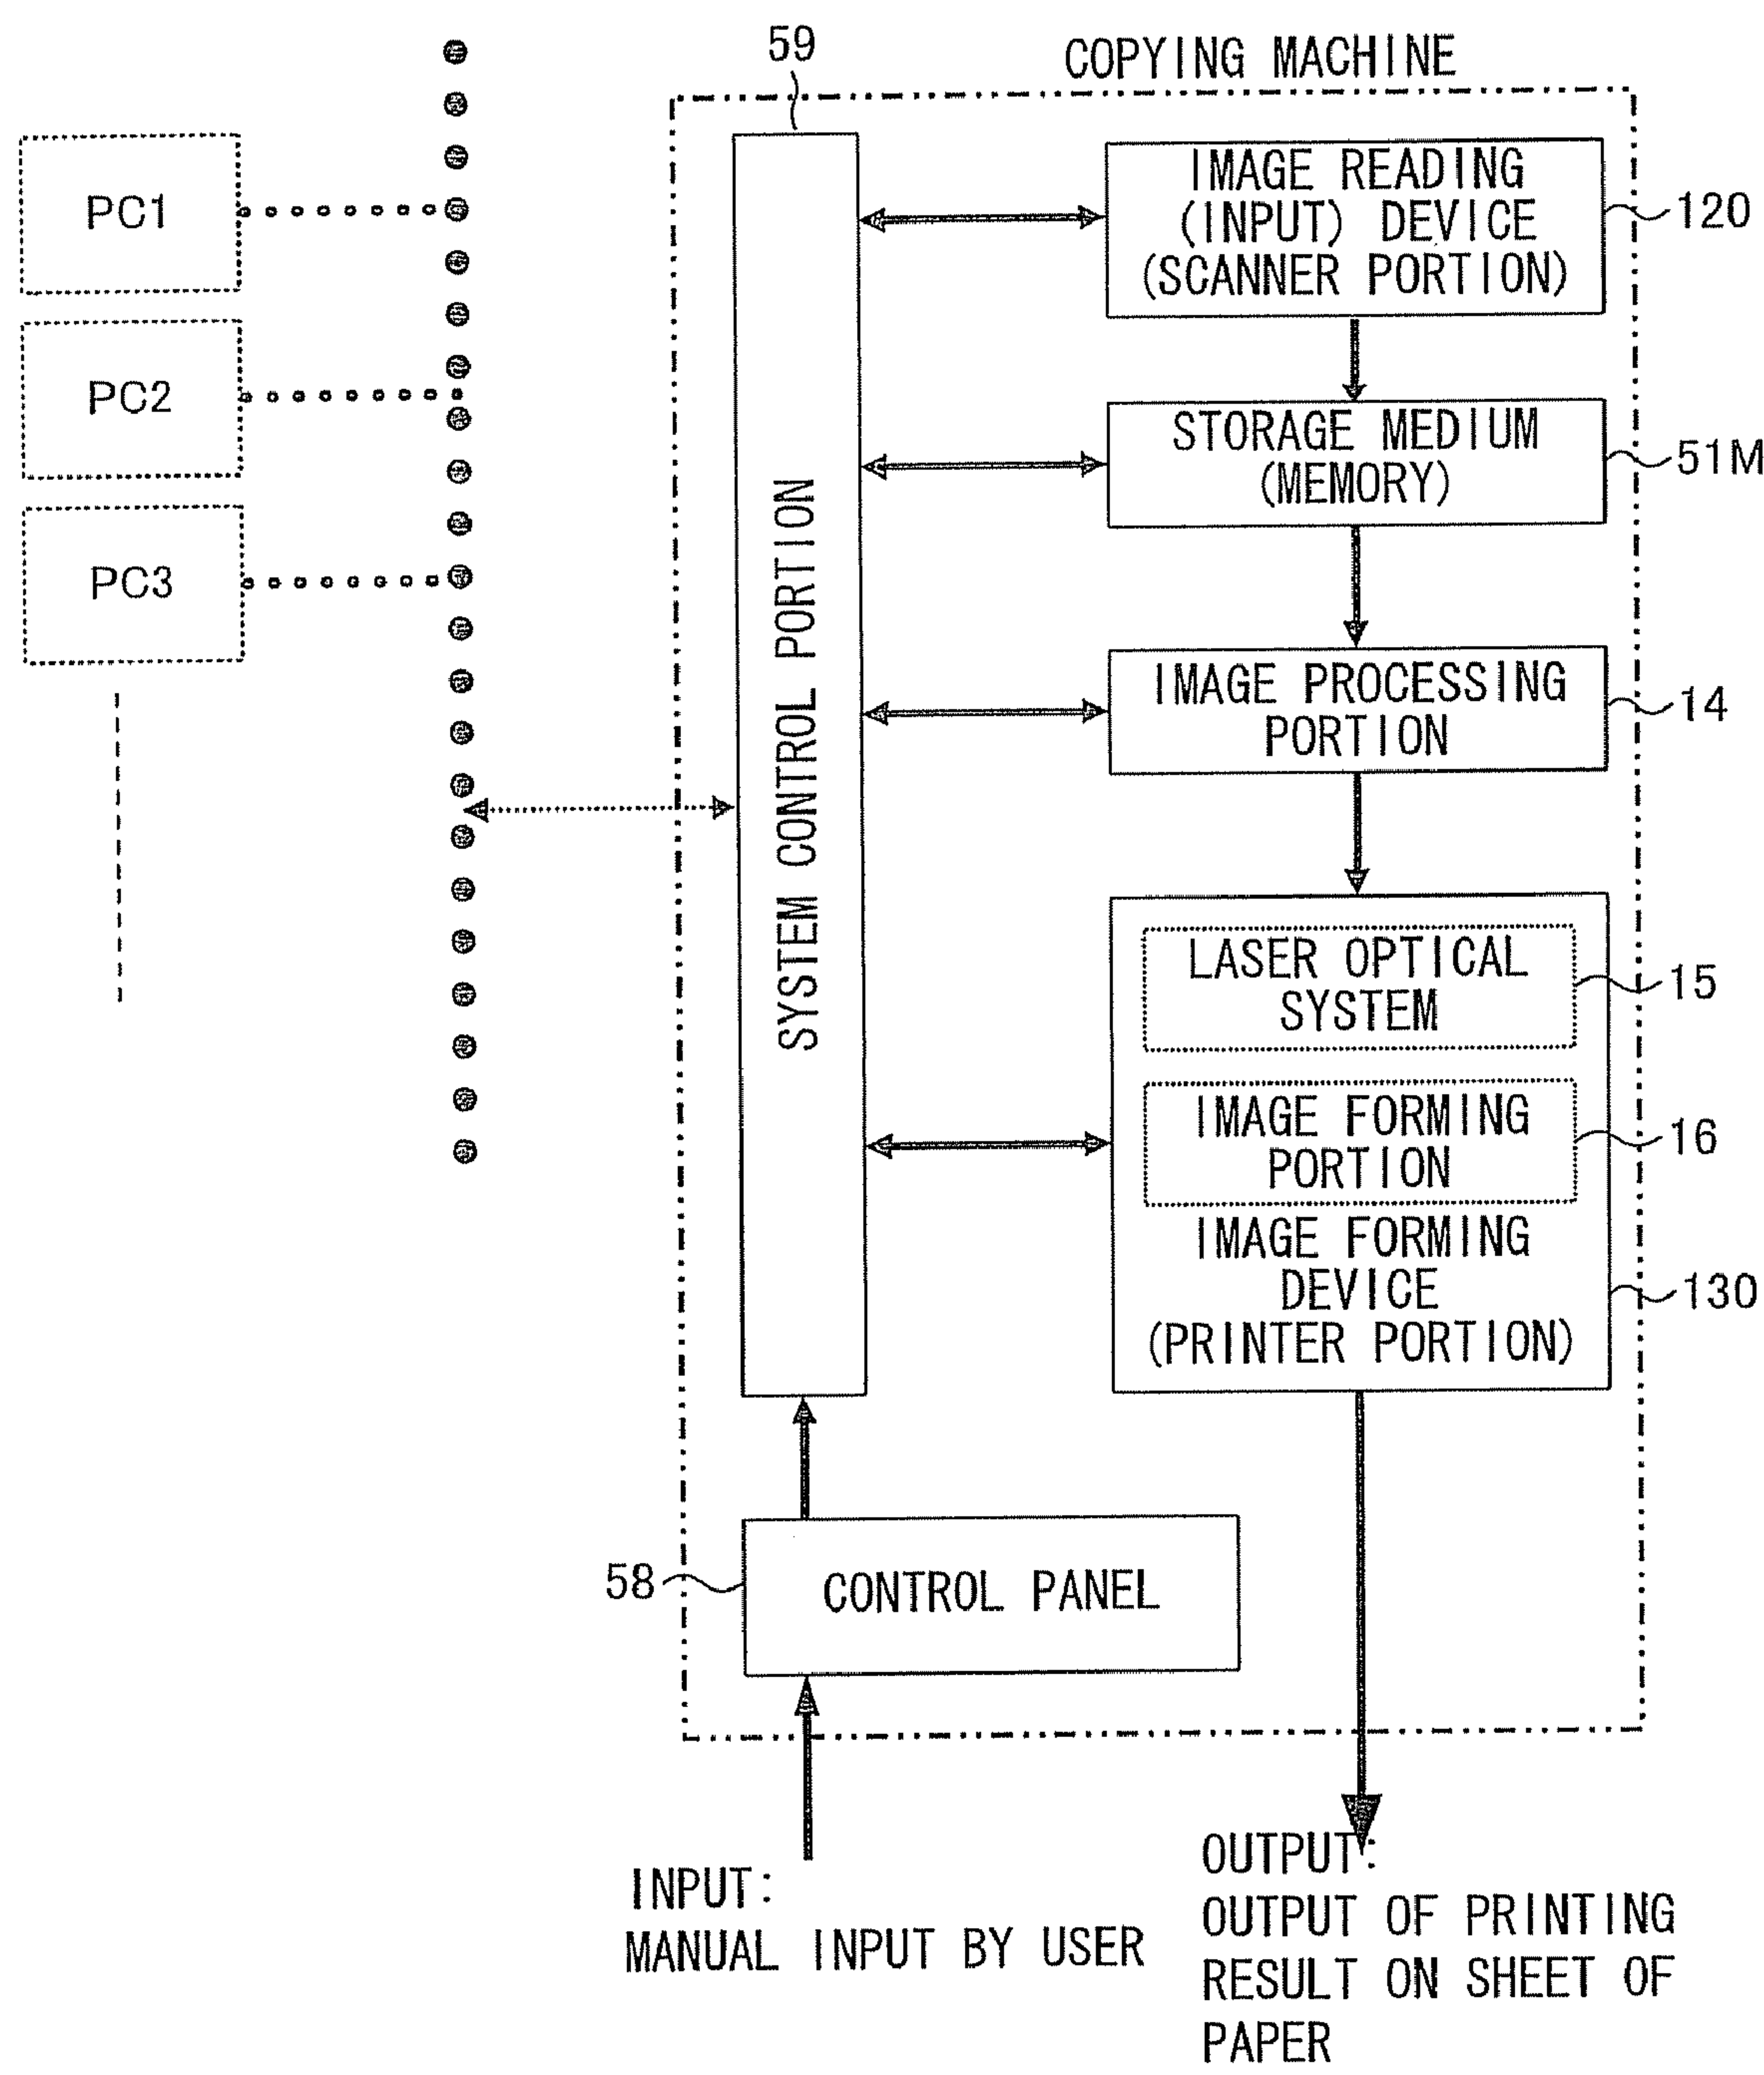 59
COPYING MACHINE
PC1
PC2
PC3
SYSTEM CONTROL PORTION
IMAGE READING
(INPUT) DEVICE
(SCANNER PORTION)
120
STORAGE MEDIUM
(MEMORY)
51M
IMAGE PROCESSING
PORTION
14
LASER OPTICAL
SYSTEM
15
IMAGE FORMING
PORTION
16
IMAGE FORMING
DEVICE
(PRINTER PORTION)
130
58
CONTROL PANEL
INPUT:
MANUAL INPUT BY USER
OUTPUT:
OUTPUT OF PRINTING
RESULT ON SHEET OF
PAPER